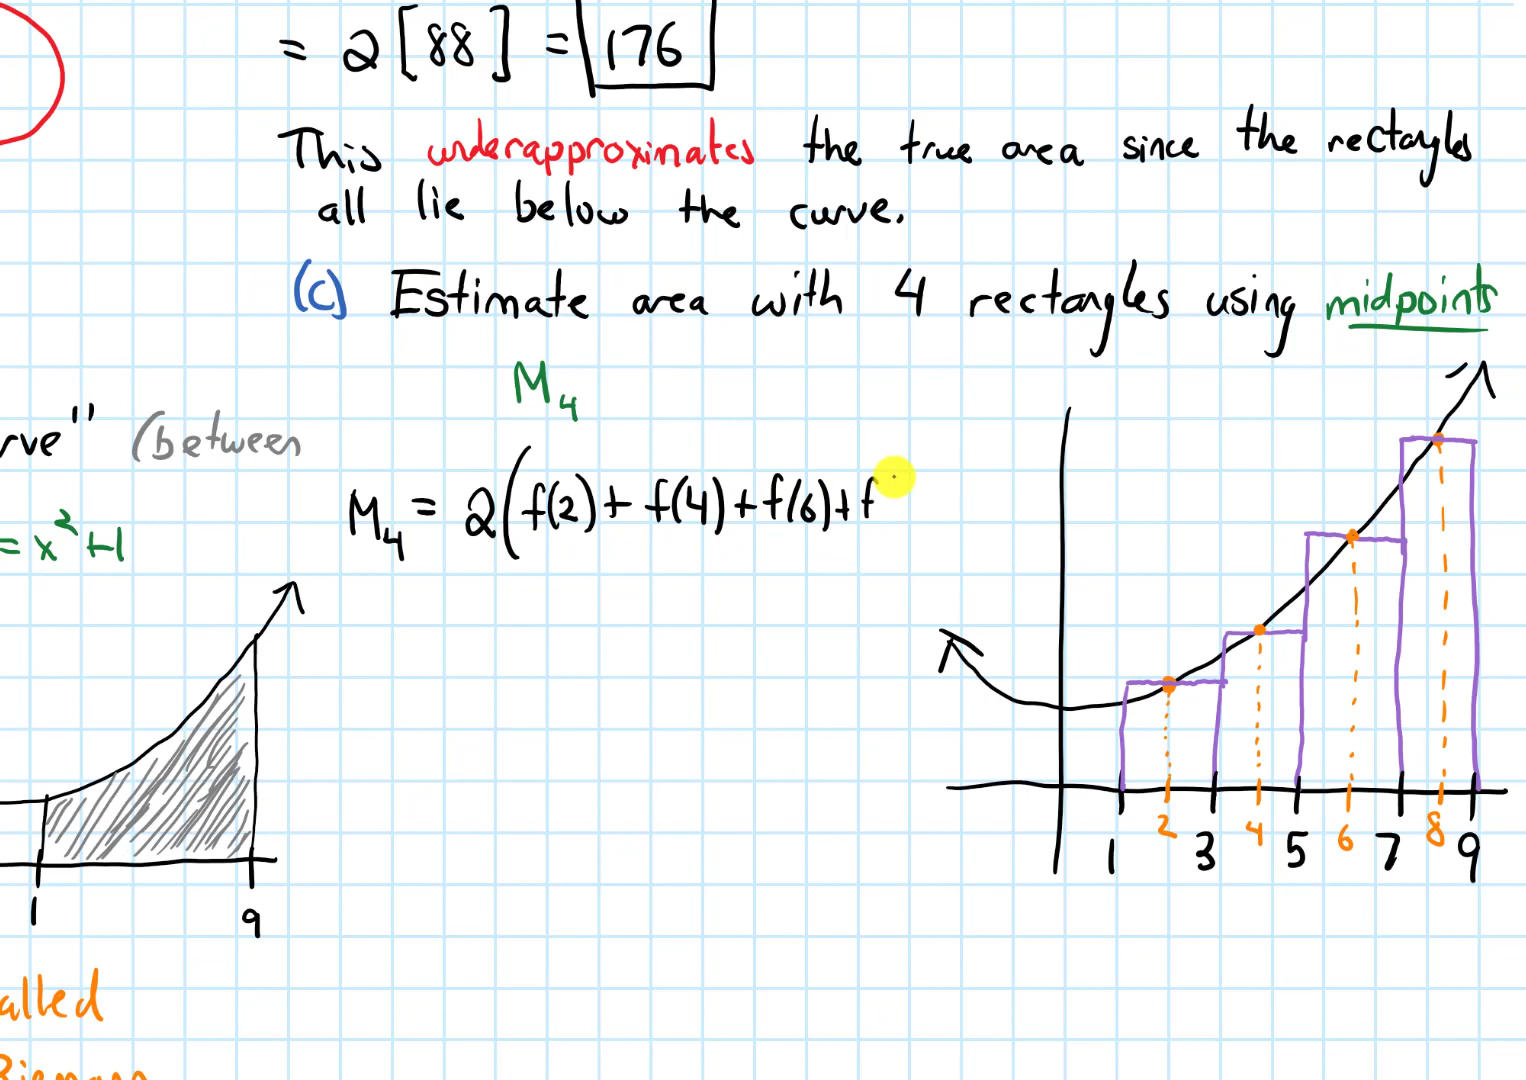 = 2 [88] = 176
This underapproximates the true area since the rectangles
all lie below the curve.
(c) Estimate area with 4 rectangles using midpoints
M₄
rve" (between
M₄ = 2(f(2) + f(4) + f(6) + f
= x² + 1
1 9
1 2 3 4 5 6 7 8 9
alled
Riemann